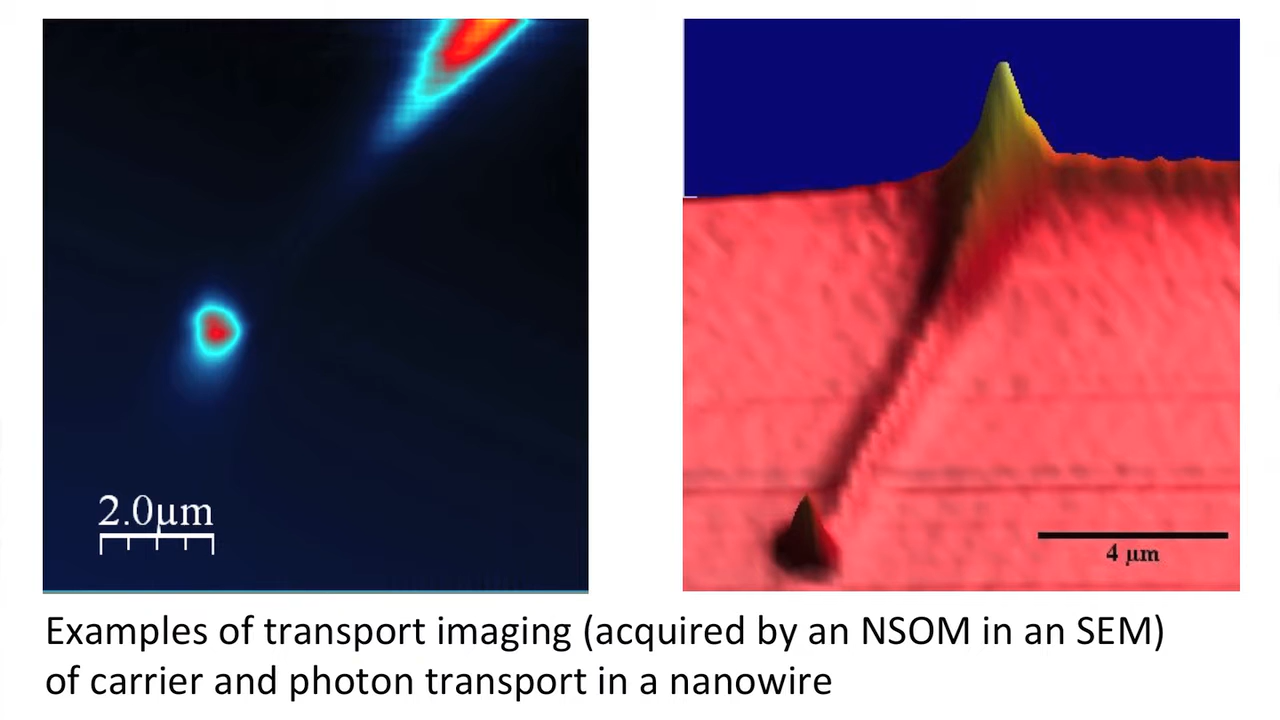 2.0µm
4 µm
Examples of transport imaging (acquired by an NSOM in an SEM)
of carrier and photon transport in a nanowire